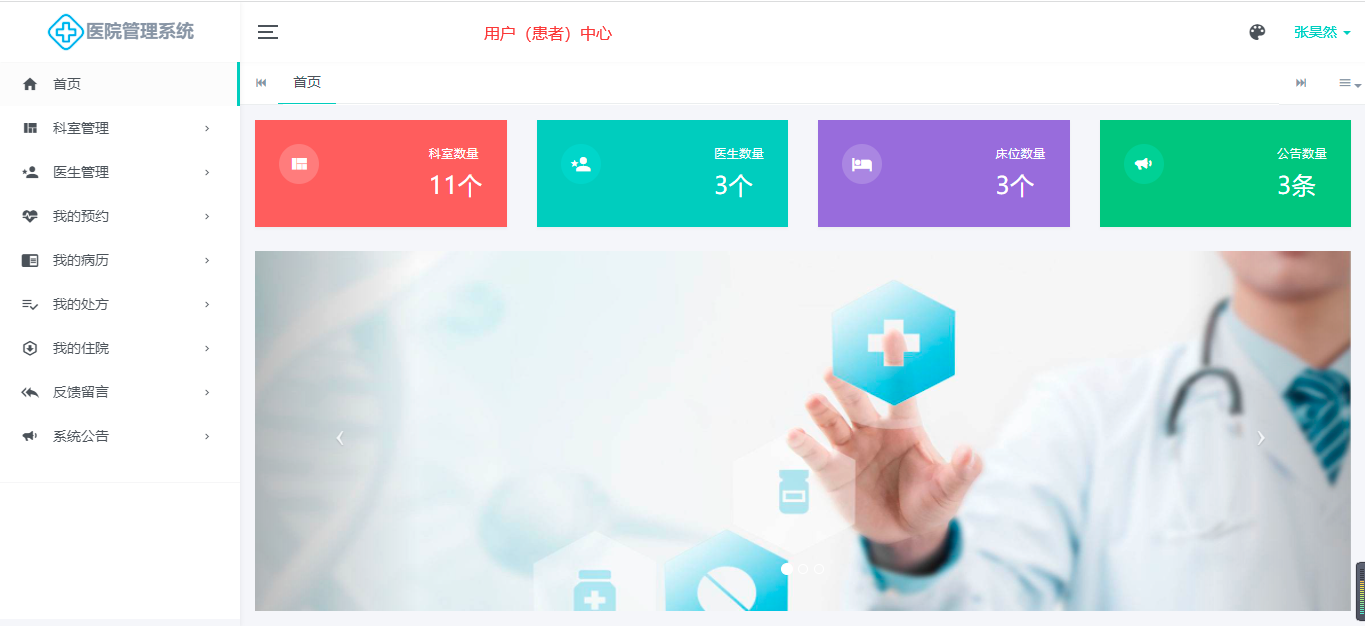 医院管理系统
用户（患者）中心
张昊然
首页
科室管理
医生管理
我的预约
我的病历
我的处方
我的住院
反馈留言
系统公告
首页
科室数量
11个
医生数量
3个
床位数量
3个
公告数量
3条